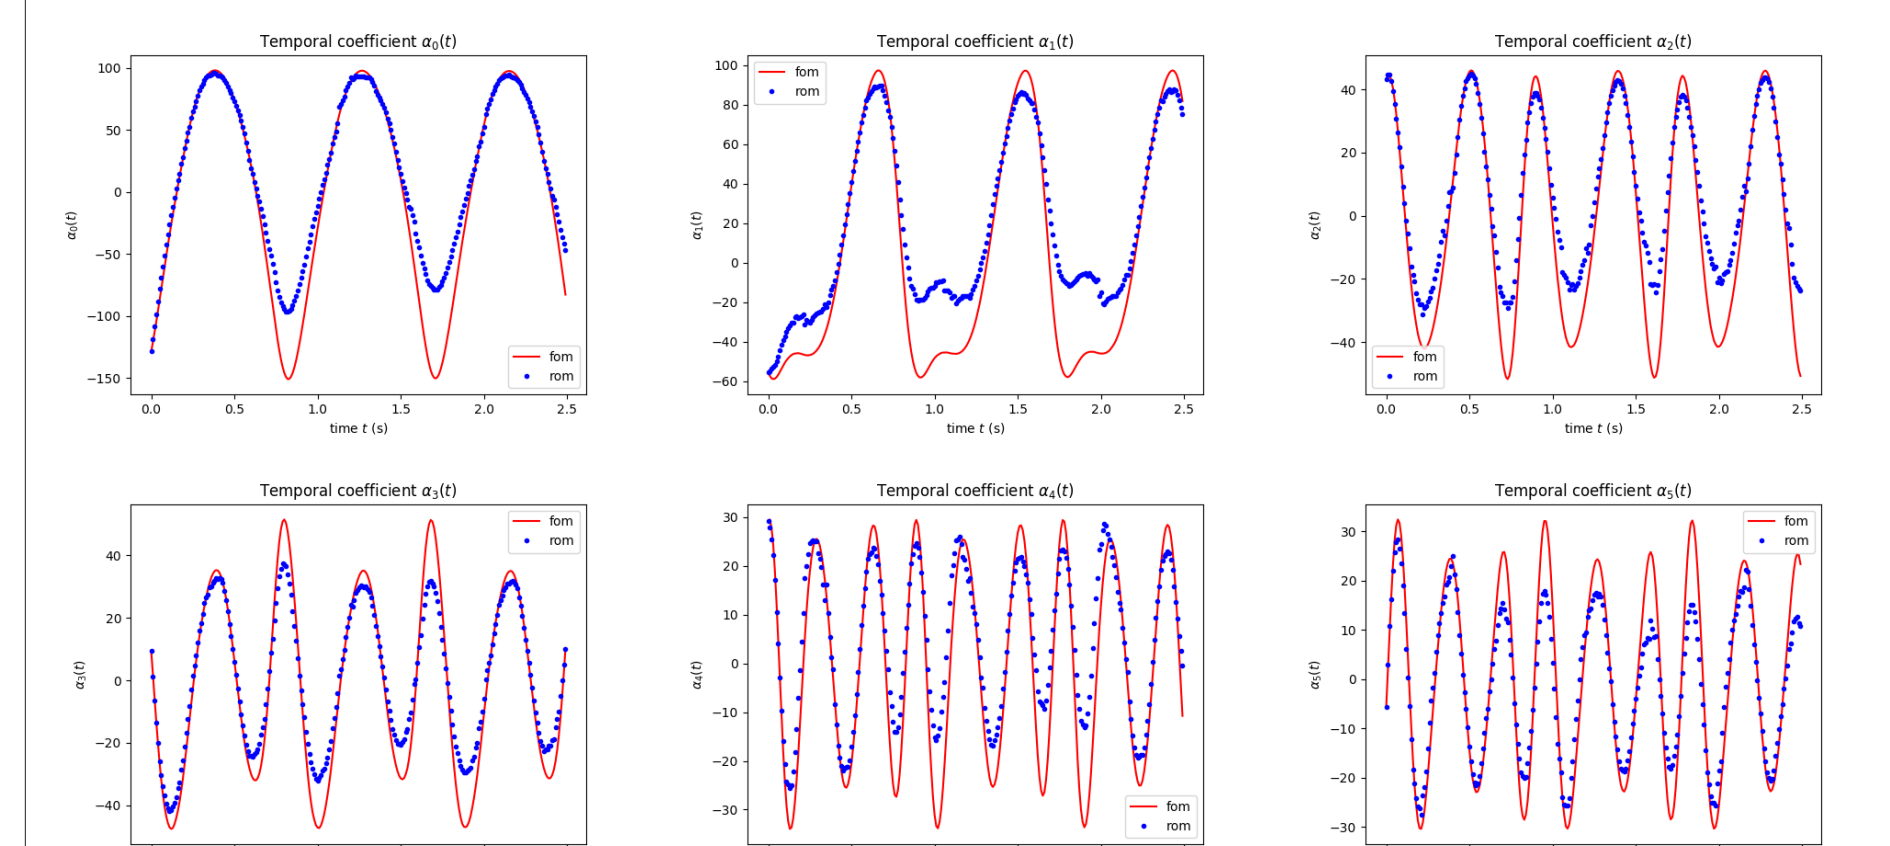 Temporal coefficient α₀(t)
100
50
0
−50
−100
−150
α₀(t)
fom
rom
0.0 0.5 1.0 1.5 2.0 2.5
time t (s)
Temporal coefficient α₁(t)
fom
rom
100
80
60
40
20
0
−20
−40
−60
α₁(t)
0.0 0.5 1.0 1.5 2.0 2.5
time t (s)
Temporal coefficient α₂(t)
40
20
0
−20
−40
α₂(t)
fom
rom
0.0 0.5 1.0 1.5 2.0 2.5
time t (s)
Temporal coefficient α₃(t)
fom
rom
40
20
0
−20
−40
α₃(t)
Temporal coefficient α₄(t)
30
20
10
0
−10
−20
−30
α₄(t)
fom
rom
Temporal coefficient α₅(t)
fom
rom
30
20
10
0
−10
−20
−30
α₅(t)